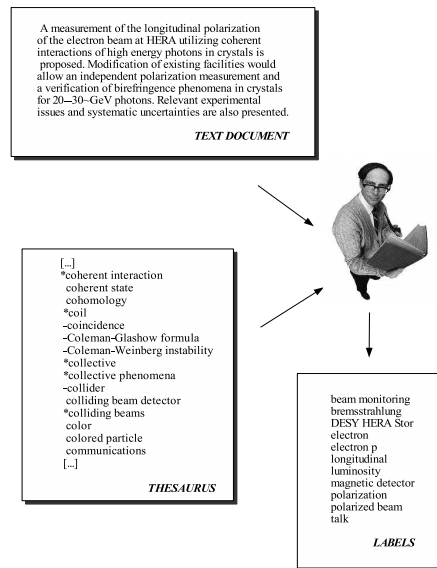 A measurement of the longitudinal polarization
of the electron beam at HERA utilizing coherent
interactions of high energy photons in crystals is
proposed. Modification of existing facilities would
allow an independent polarization measurement and
a verification of birefringence phenomena in crystals
for 20—30~GeV photons. Relevant experimental
issues and systematic uncertainties are also presented.
TEXT DOCUMENT
[...]
*coherent interaction
coherent state
cohomology
*coil
-coincidence
-Coleman-Glashow formula
-Coleman-Weinberg instability
*collective
*collective phenomena
-collider
colliding beam detector
*colliding beams
color
colored particle
communications
[...]
THESAURUS
beam monitoring
bremsstrahlung
DESY HERA Stor
electron
electron p
longitudinal
luminosity
magnetic detector
polarization
polarized beam
talk
LABELS